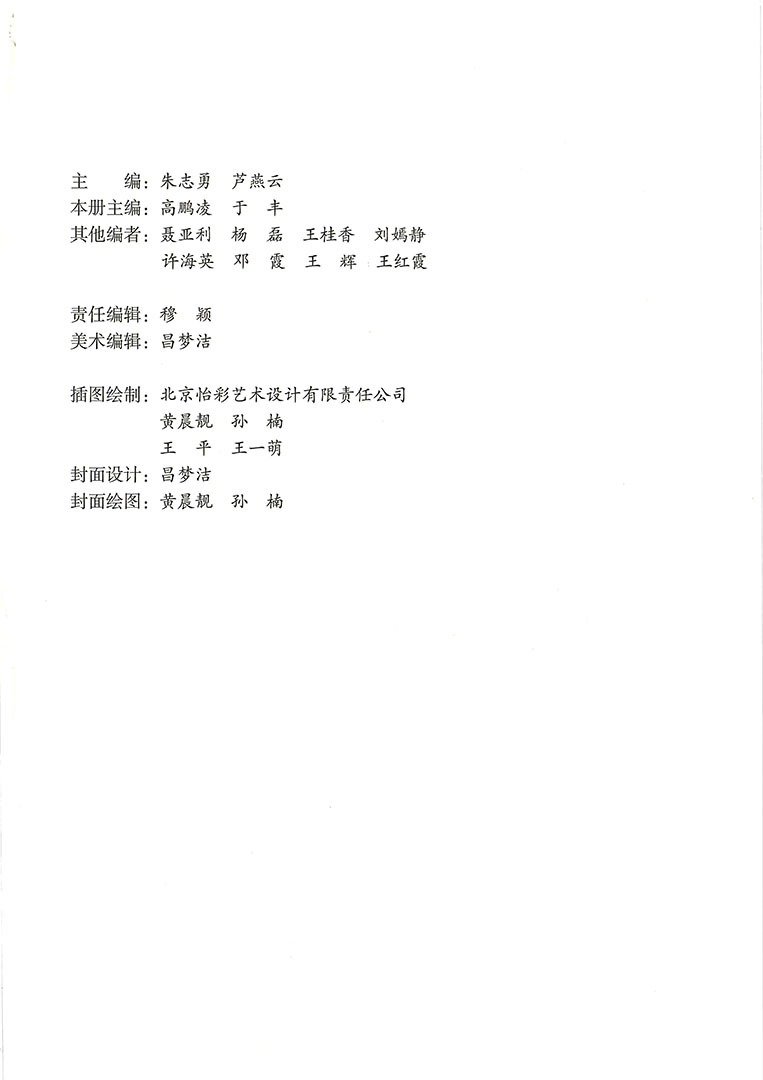 主　　编：朱志勇　芦燕云
本册主编：高鹏凌　于　丰
其他编者：聂亚利　杨　磊　王桂香　刘嫣静
许海英　邓　霞　王　辉　王红霞
责任编辑：穆　颖
美术编辑：昌梦洁
插图绘制：北京怡彩艺术设计有限责任公司
黄晨靓　孙　楠
王　平　王一萌
封面设计：昌梦洁
封面绘图：黄晨靓　孙　楠